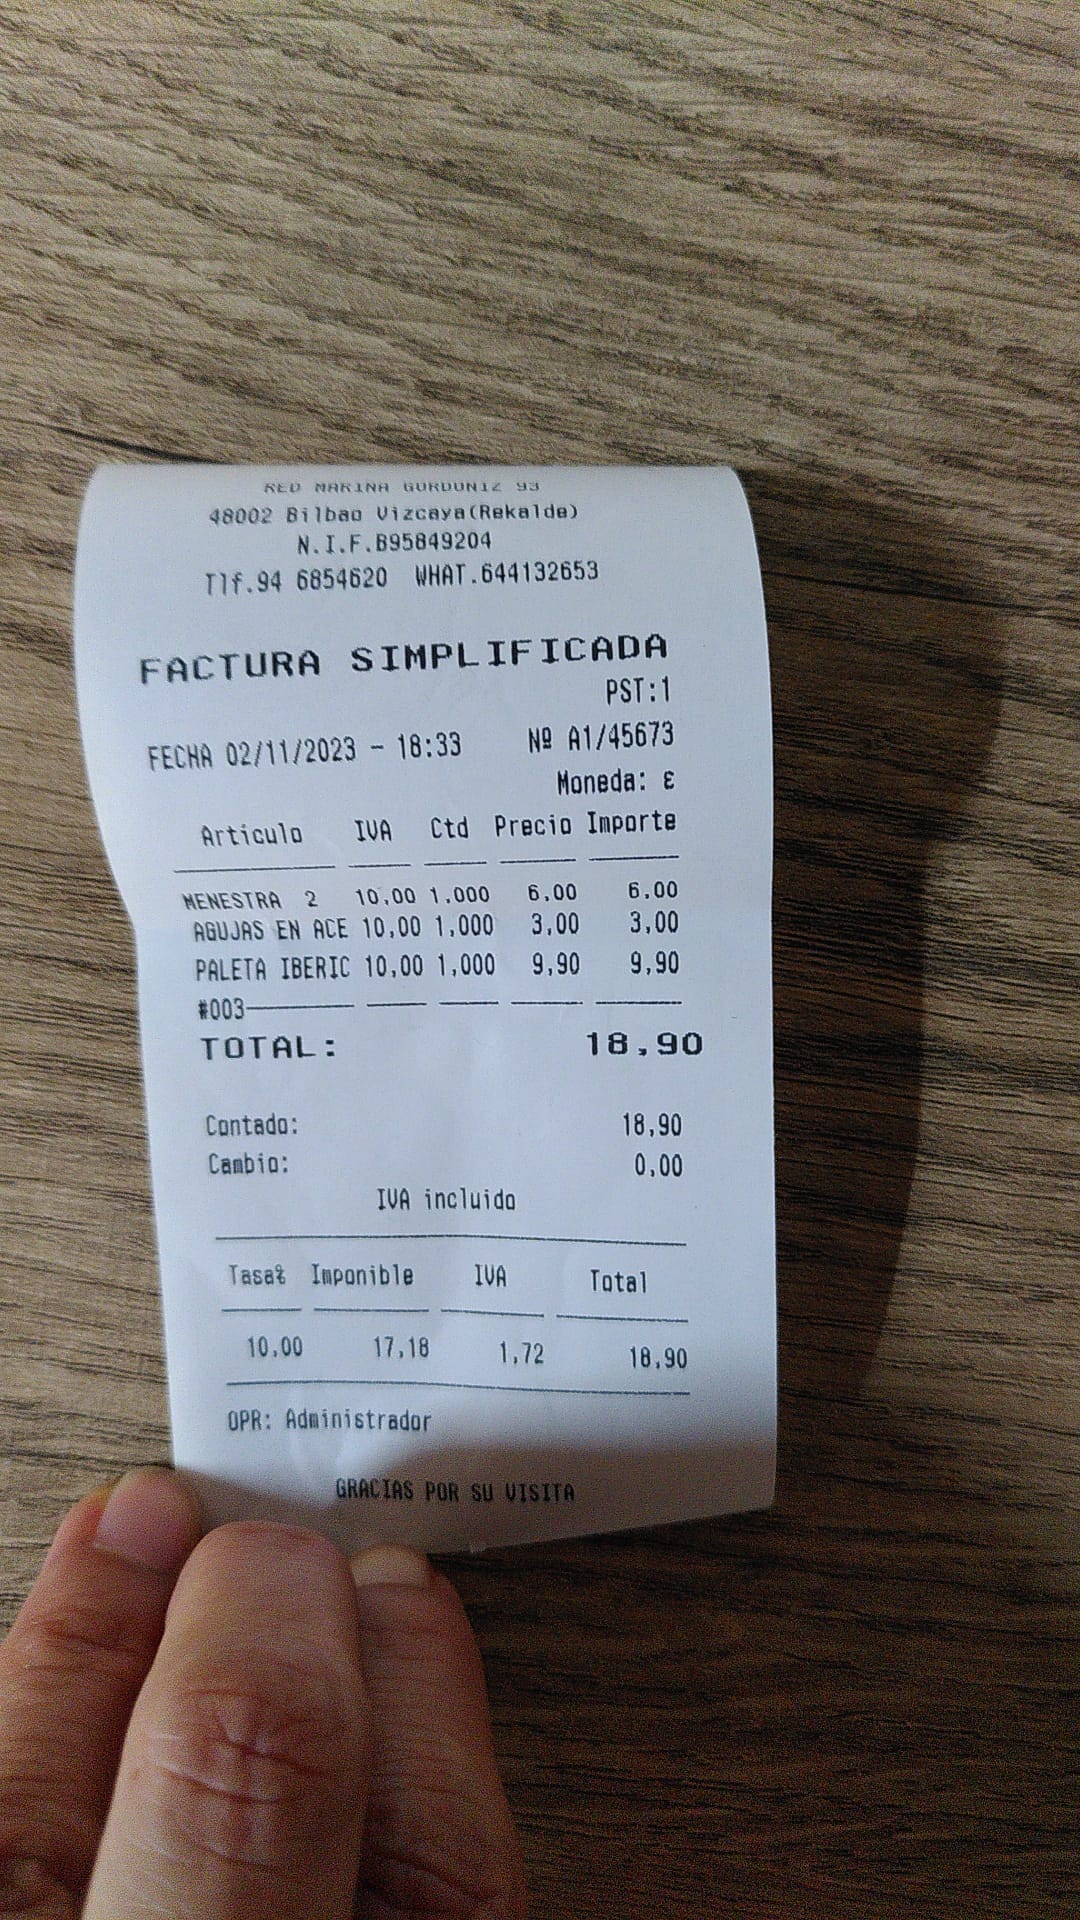 RED MARINA GORDONIZ 93
48002 Bilbao Vizcaya(Rekalde)
N.I.F.B95849204
Tlf.94 6854620 WHAT.644132653
FACTURA SIMPLIFICADA
PST:1
FECHA 02/11/2023 - 18:33 Nº A1/45673
Moneda: €
Artículo IVA Ctd Precio Importe
MENESTRA 2 10,00 1,000 6,00 6,00
AGUJAS EN ACE 10,00 1,000 3,00 3,00
PALETA IBERIC 10,00 1,000 9,90 9,90
#003
TOTAL: 18,90
Contado: 18,90
Cambio: 0,00
IVA incluido
Tasa% Imponible IVA Total
10,00 17,18 1,72 18,90
OPR: Administrador
GRACIAS POR SU VISITA